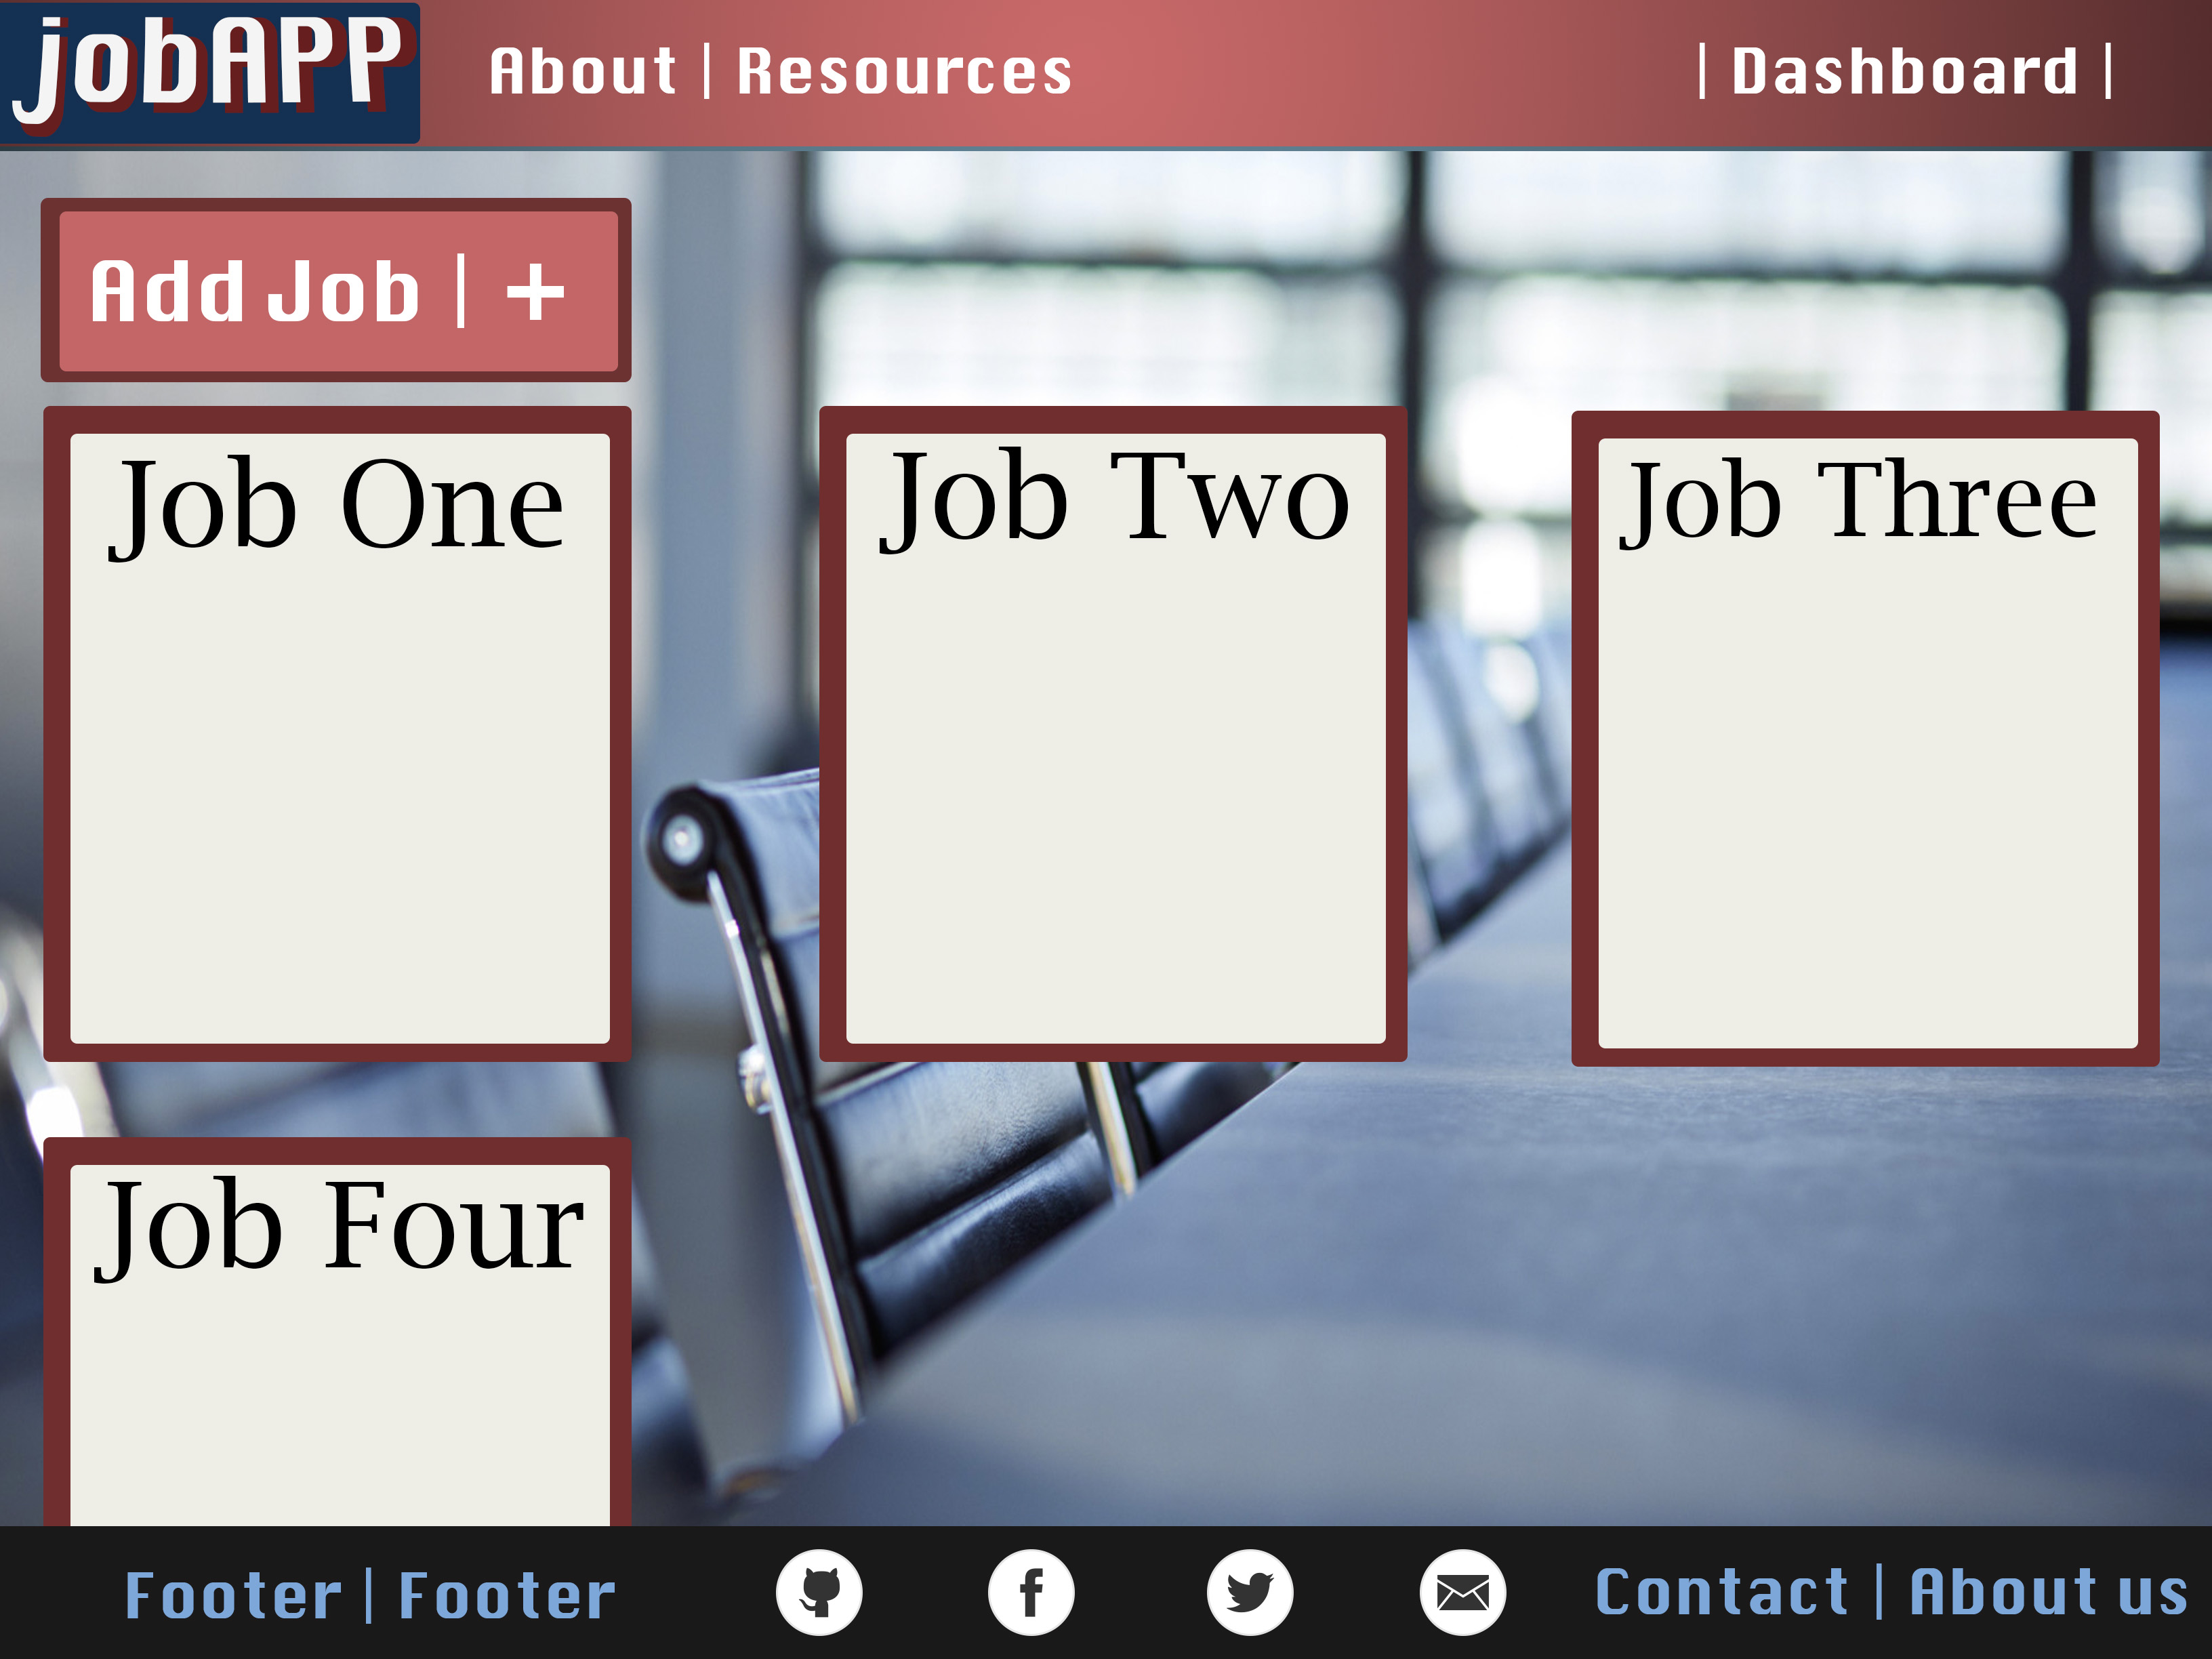 jobAPP
About | Resources
| Dashboard |
Add Job | +
Job One
Job Two
Job Three
Job Four
Footer | Footer
Contact | About us